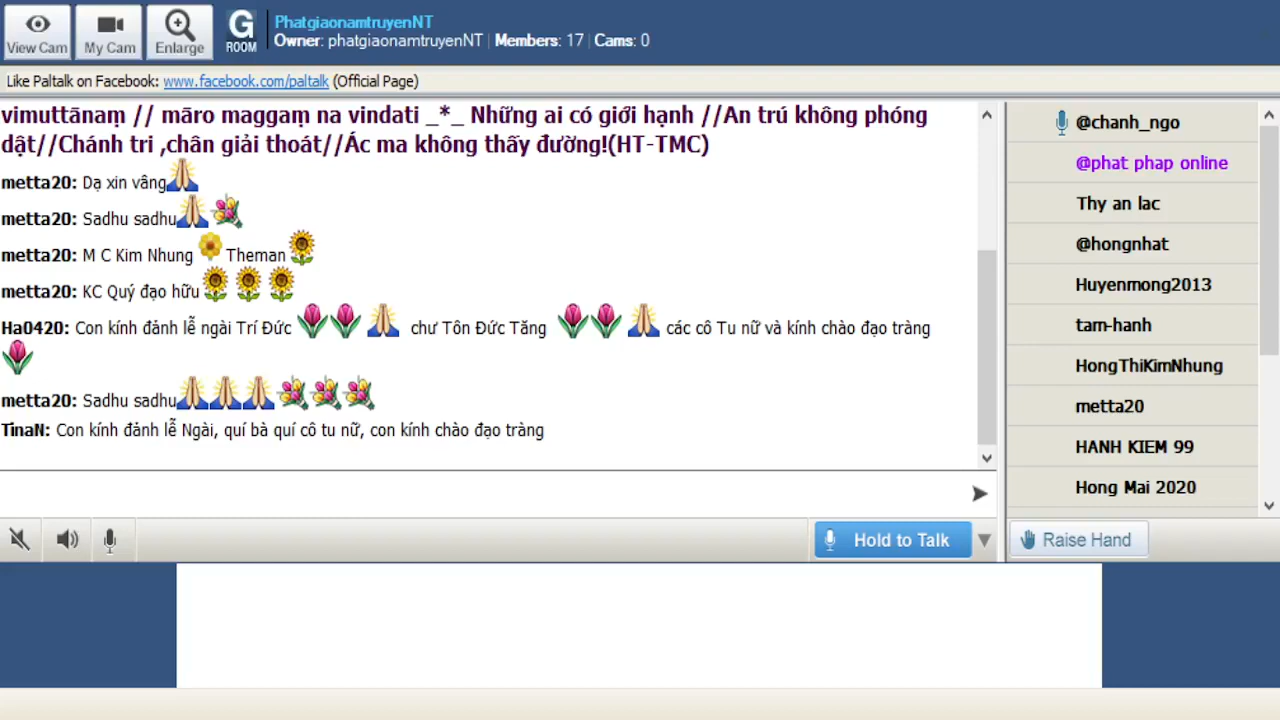 View Cam
My Cam
Enlarge
G
ROOM
PhatgiaonamtruyenNT
Owner: phatgiaonamtruyenNT | Members: 17 | Cams: 0
Like Paltalk on Facebook: www.facebook.com/paltalk (Official Page)
vimuttānaṃ // māro maggaṃ na vindati _*_ Những ai có giới hạnh //An trú không phóng
dật//Chánh tri ,chân giải thoát//Ác ma không thấy đường!(HT-TMC)
metta20: Dạ xin vâng
metta20: Sadhu sadhu
metta20: M C Kim Nhung Theman
metta20: KC Quý đạo hữu
Ha0420: Con kính đảnh lễ ngài Trí Đức chư Tôn Đức Tăng các cô Tu nữ và kính chào đạo tràng
metta20: Sadhu sadhu
TinaN: Con kính đảnh lễ Ngài, quí bà quí cô tu nữ, con kính chào đạo tràng
@chanh_ngo
@phat phap online
Thy an lac
@hongnhat
Huyenmong2013
tam-hanh
HongThiKimNhung
metta20
HANH KIEM 99
Hong Mai 2020
Hold to Talk
Raise Hand